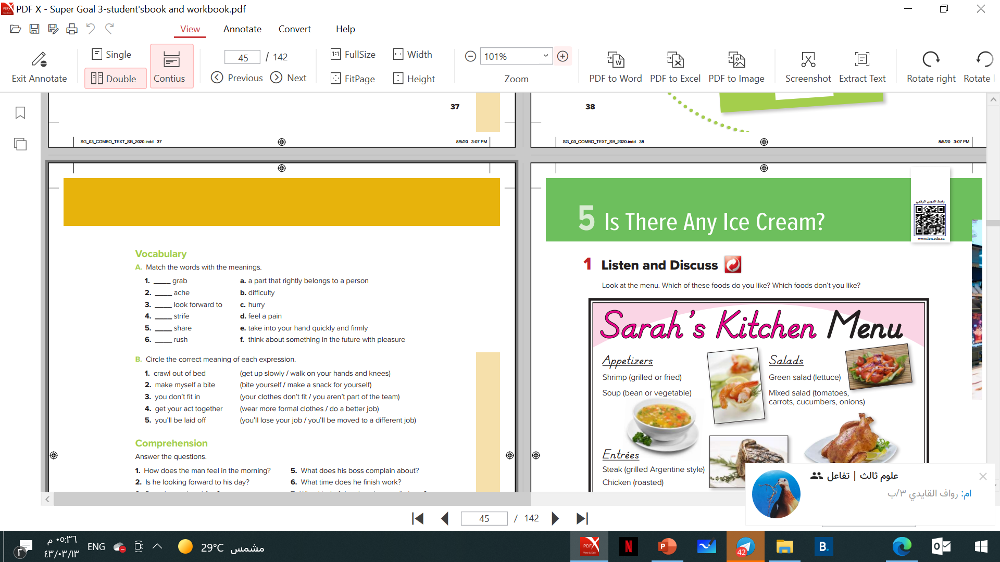 PDF X - Super Goal 3-student'sbook and workbook.pdf
View Annotate Convert Help
Exit Annotate
Single
Double
Contius
45 / 142
Previous Next
FullSize Width
FitPage Height
101%
Zoom
PDF to Word PDF to Excel PDF to Image Screenshot Extract Text Rotate right Rotate
37
SG_03_COMBO_TEXT_SB_2020.indd 37 8/5/20 3:07 PM
38
SG_03_COMBO_TEXT_SB_2020.indd 38 8/5/20 3:07 PM
Vocabulary
A. Match the words with the meanings.
1. ____ grab a. a part that rightly belongs to a person
2. ____ ache b. difficulty
3. ____ look forward to c. hurry
4. ____ strife d. feel a pain
5. ____ share e. take into your hand quickly and firmly
6. ____ rush f. think about something in the future with pleasure
B. Circle the correct meaning of each expression.
1. crawl out of bed (get up slowly / walk on your hands and knees)
2. make myself a bite (bite yourself / make a snack for yourself)
3. you don't fit in (your clothes don't fit / you aren't part of the team)
4. get your act together (wear more formal clothes / do a better job)
5. you'll be laid off (you'll lose your job / you'll be moved to a different job)
Comprehension
Answer the questions.
1. How does the man feel in the morning? 5. What does his boss complain about?
2. Is he looking forward to his day? 6. What time does he finish work?
رابط الدرس الرقمي
www.ien.edu.sa
5 Is There Any Ice Cream?
1 Listen and Discuss
Look at the menu. Which of these foods do you like? Which foods don't you like?
Sarah's Kitchen Menu
Appetizers
Shrimp (grilled or fried)
Soup (bean or vegetable)
Salads
Green salad (lettuce)
Mixed salad (tomatoes,
carrots, cucumbers, onions)
Entrées
Steak (grilled Argentine style)
Chicken (roasted)
علوم ثالث | تفاعل
ام: رواف القايدي ٣/ب
45 / 142
٢
٠٥:٣٦ م
٤٣/٠٣/١٣
ENG
29°C مشمس
PDF
View & Edit
N
P
42
B.